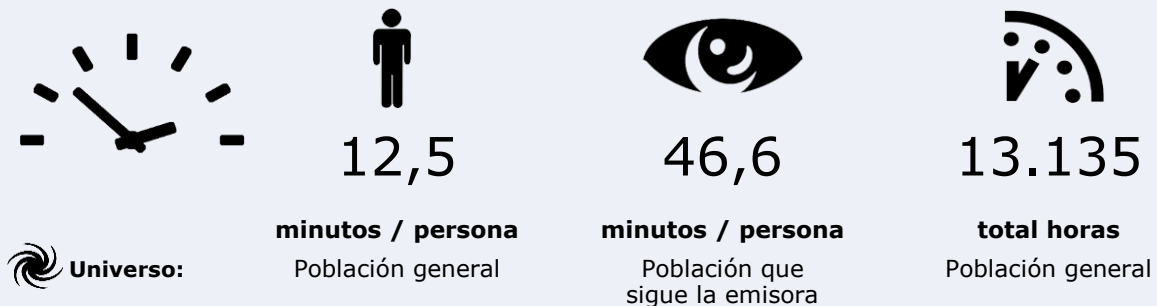 12,5
46,6
13.135
minutos / persona
minutos / persona
total horas
Universo:
Población general
Población que
sigue la emisora
Población general